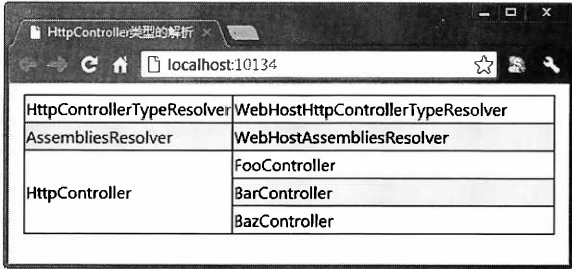 HttpController类型的解析
localhost:10134
HttpControllerTypeResolver WebHostHttpControllerTypeResolver
AssembliesResolver WebHostAssembliesResolver
FooController
HttpController BarController
BazController